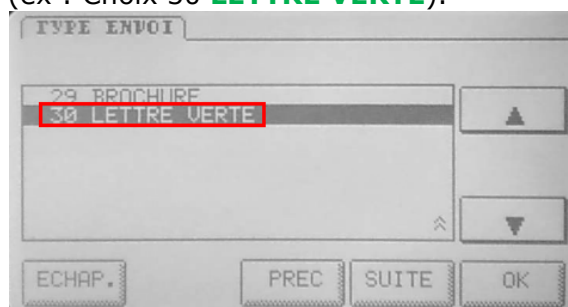 (ex : Choix 30 LETTRE VERTE).
TYPE ENVOI
29 BROCHURE
30 LETTRE VERTE
ECHAP.
PREC
SUITE
OK